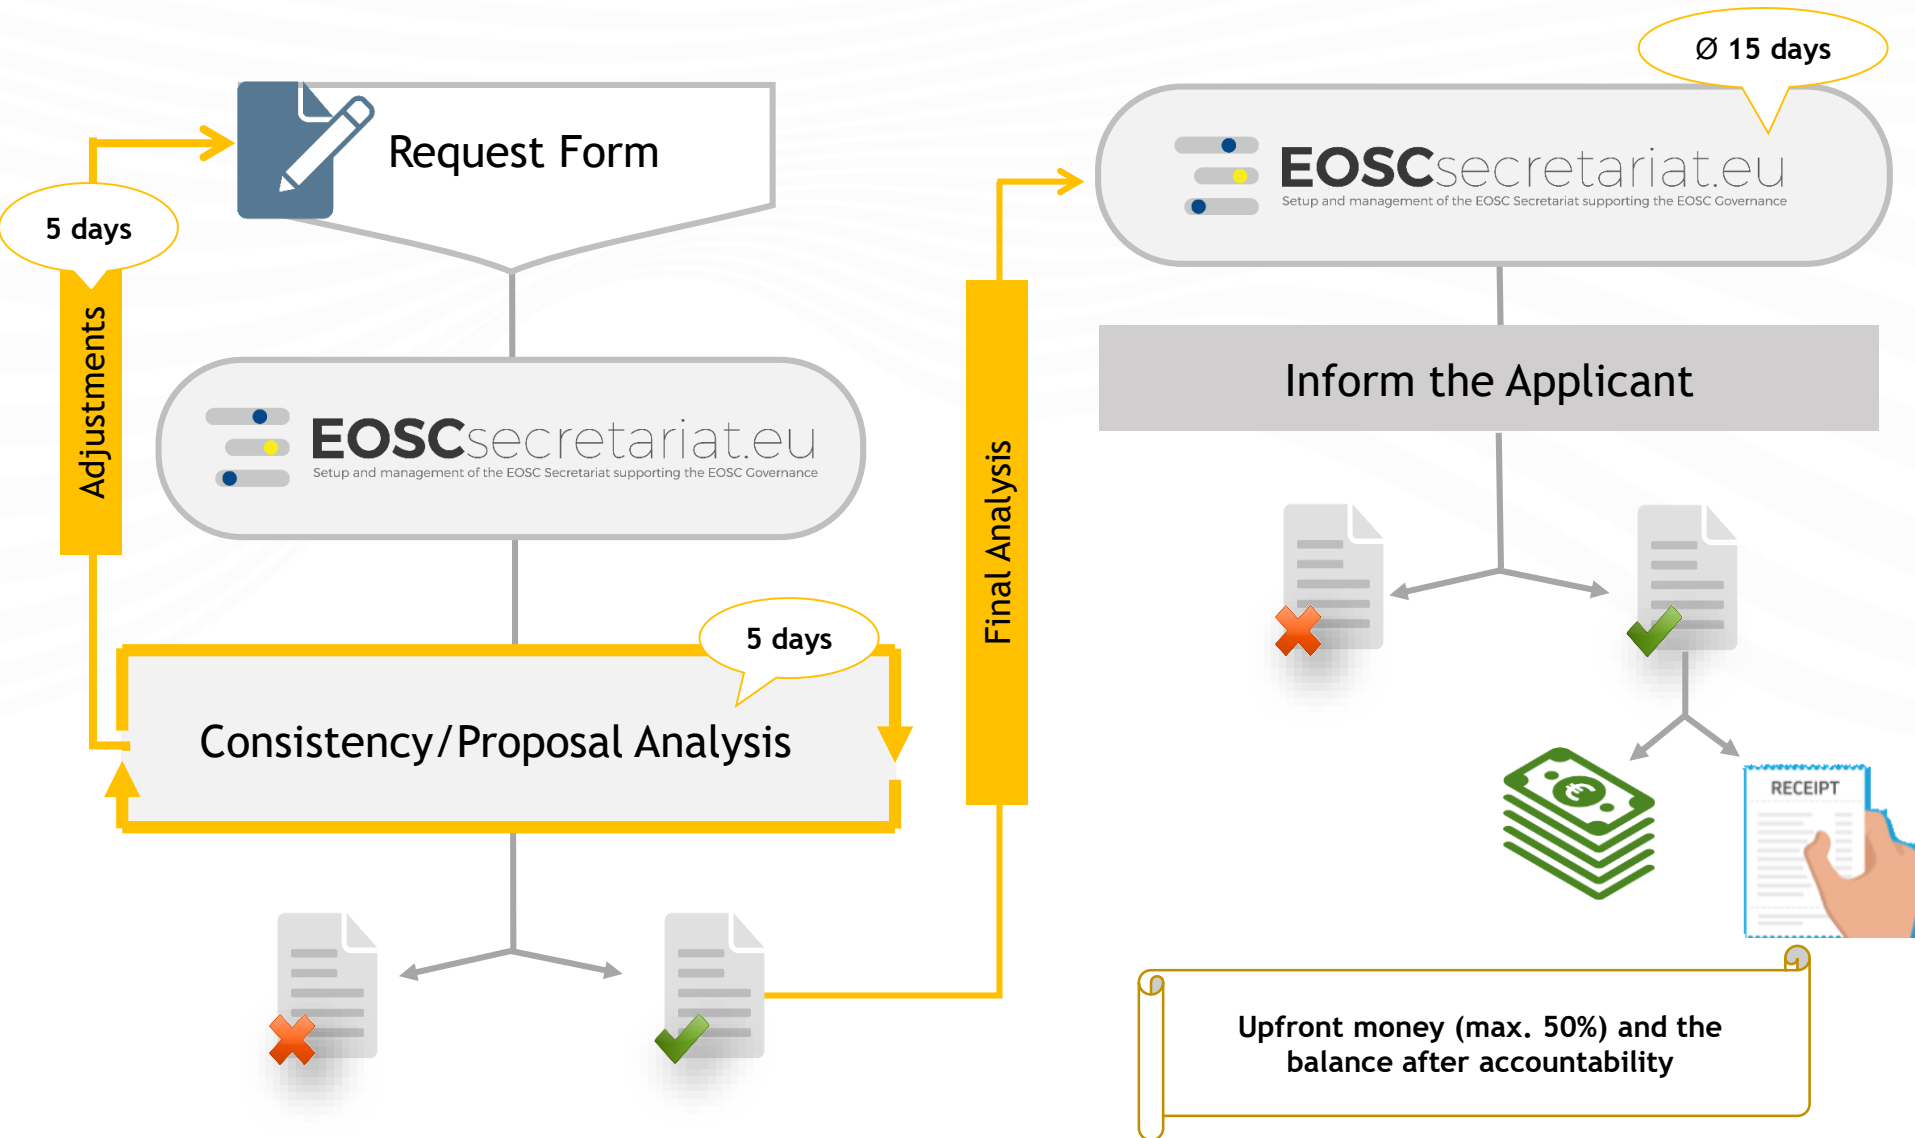 Request Form
5 days
Adjustments
EOSCsecretariat.eu
Setup and management of the EOSC Secretariat supporting the EOSC Governance
5 days
Consistency/Proposal Analysis
Final Analysis
Ø 15 days
EOSCsecretariat.eu
Setup and management of the EOSC Secretariat supporting the EOSC Governance
Inform the Applicant
€
RECEIPT
Upfront money (max. 50%) and the
balance after accountability